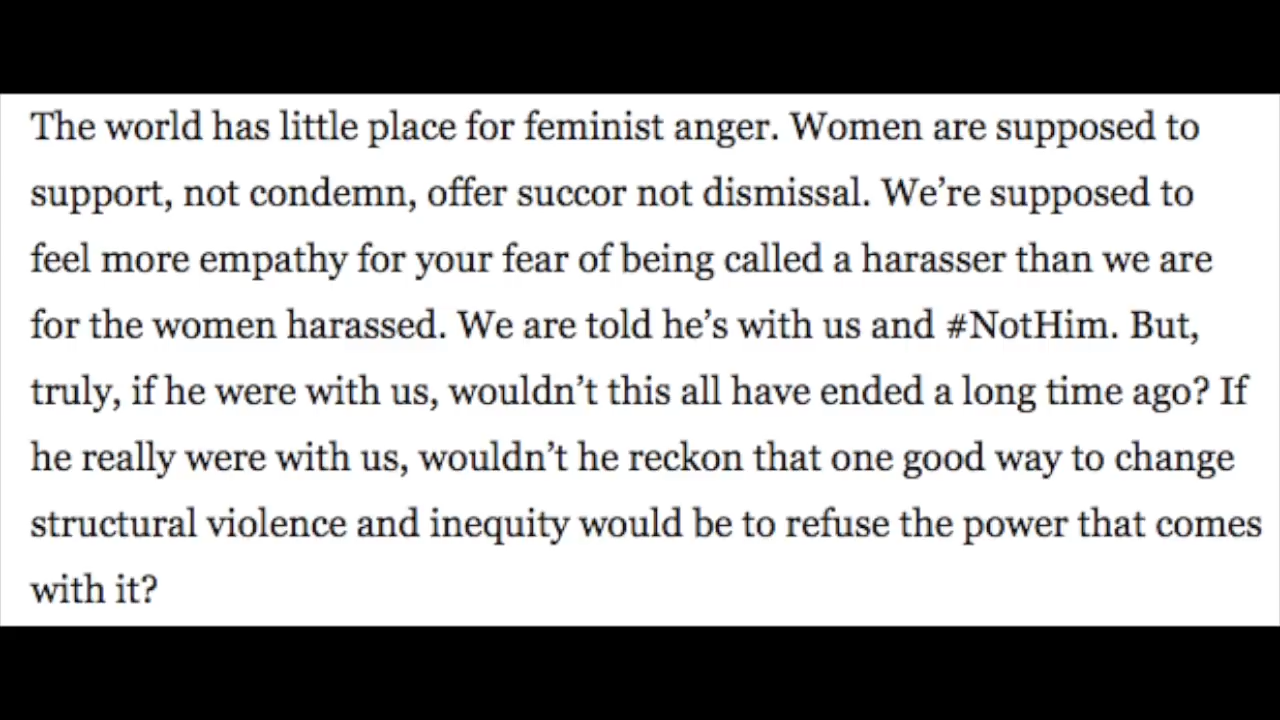 The world has little place for feminist anger. Women are supposed to
support, not condemn, offer succor not dismissal. We’re supposed to
feel more empathy for your fear of being called a harasser than we are
for the women harassed. We are told he’s with us and #NotHim. But,
truly, if he were with us, wouldn’t this all have ended a long time ago? If
he really were with us, wouldn’t he reckon that one good way to change
structural violence and inequity would be to refuse the power that comes
with it?